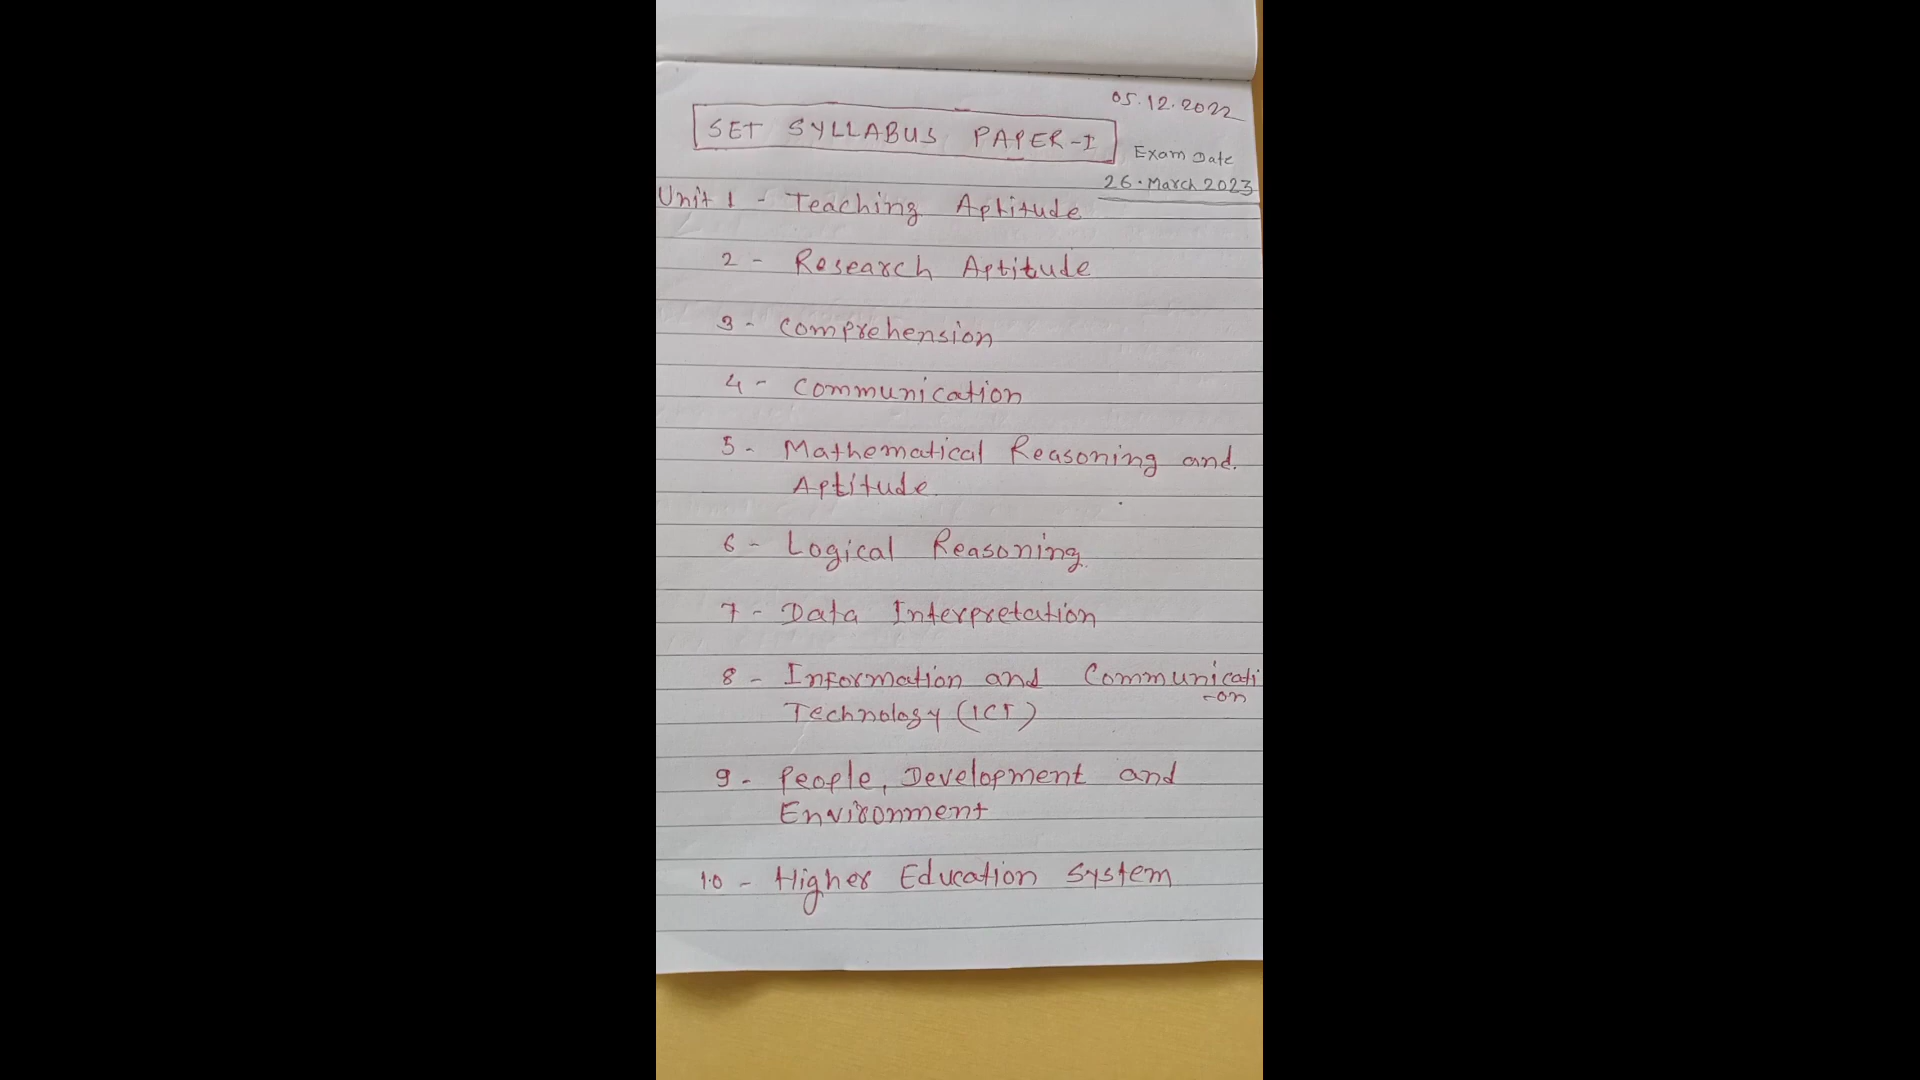 05.12.2022
SET SYLLABUS PAPER-I
Exam Date
26.March 2023
Unit 1 - Teaching Aptitude
2 - Research Aptitude
3 - Comprehension
4 - Communication
5 - Mathematical Reasoning and
Aptitude
6 - Logical Reasoning
7 - Data Interpretation
8 - Information and Communicati
-on
Technology (ICT)
9 - People, Development and
Environment
10 - Higher Education System